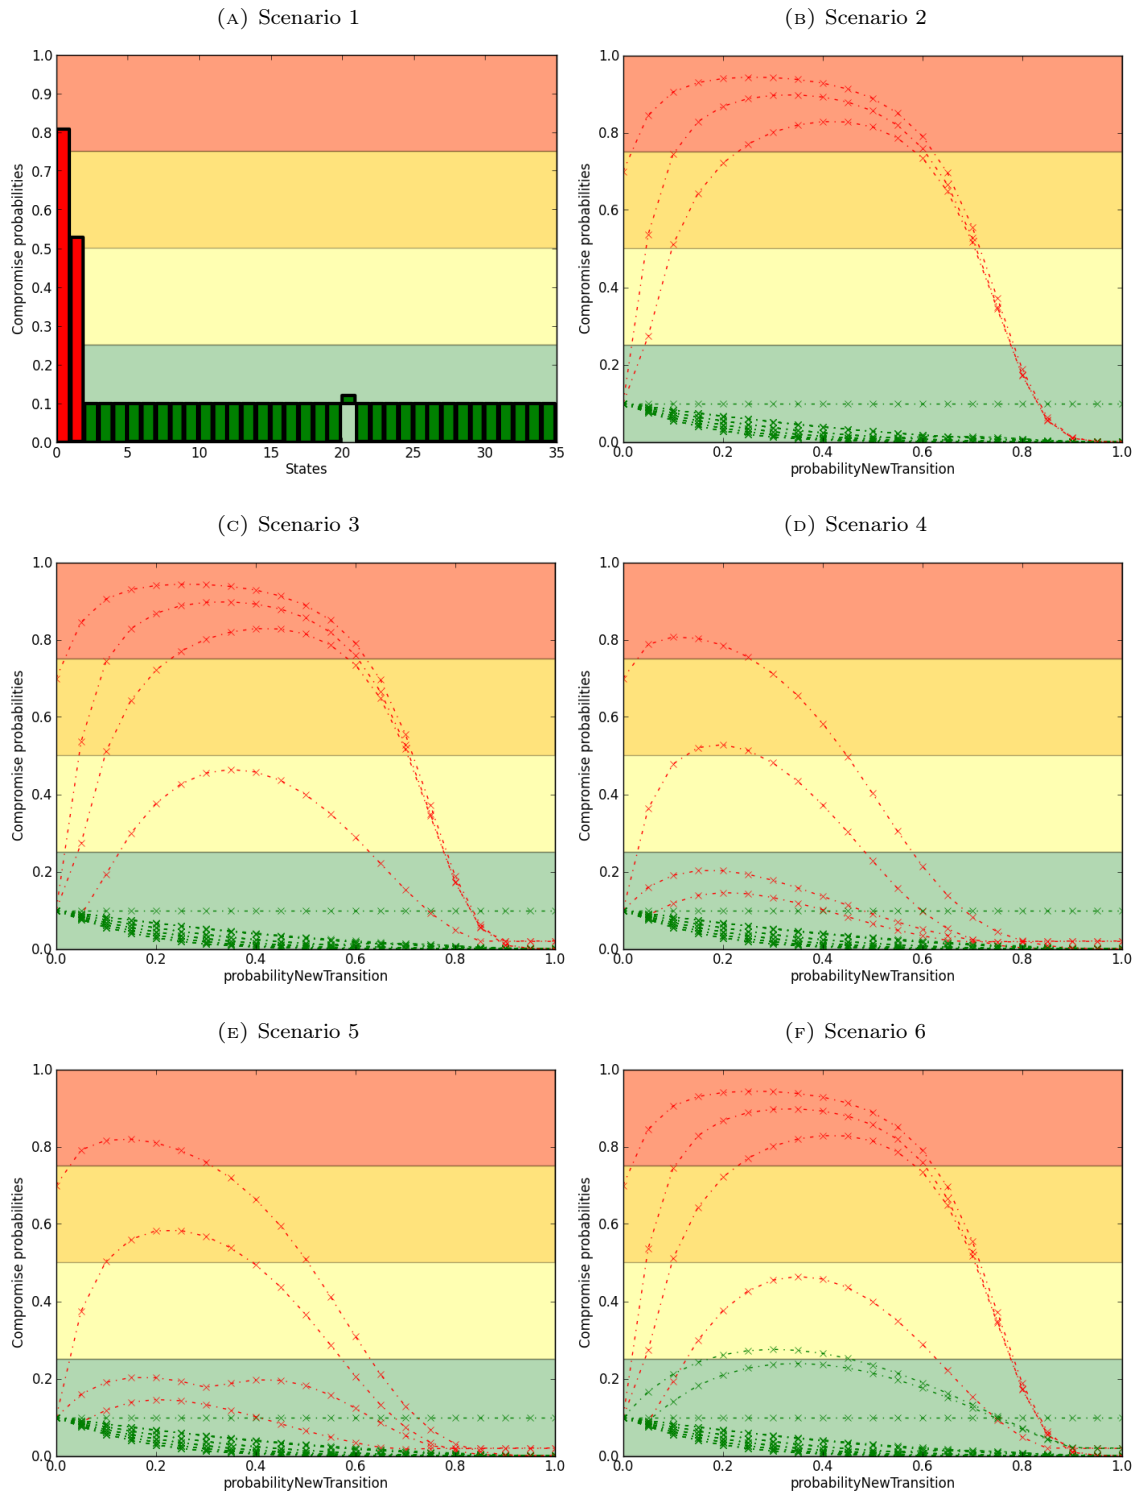 (A) Scenario 1
(B) Scenario 2
1.0
0.9
0.8
0.7
0.6
0.5
0.4
0.3
0.2
0.1
0.0
Compromise probabilities
0 5 10 15 20 25 30 35
States
1.0
0.8
0.6
0.4
0.2
0.0
Compromise probabilities
0.0 0.2 0.4 0.6 0.8 1.0
probabilityNewTransition
(C) Scenario 3
(D) Scenario 4
1.0
0.8
0.6
0.4
0.2
0.0
Compromise probabilities
0.0 0.2 0.4 0.6 0.8 1.0
probabilityNewTransition
1.0
0.8
0.6
0.4
0.2
0.0
Compromise probabilities
0.0 0.2 0.4 0.6 0.8 1.0
probabilityNewTransition
(E) Scenario 5
(F) Scenario 6
1.0
0.8
0.6
0.4
0.2
0.0
Compromise probabilities
0.0 0.2 0.4 0.6 0.8 1.0
probabilityNewTransition
1.0
0.8
0.6
0.4
0.2
0.0
Compromise probabilities
0.0 0.2 0.4 0.6 0.8 1.0
probabilityNewTransition